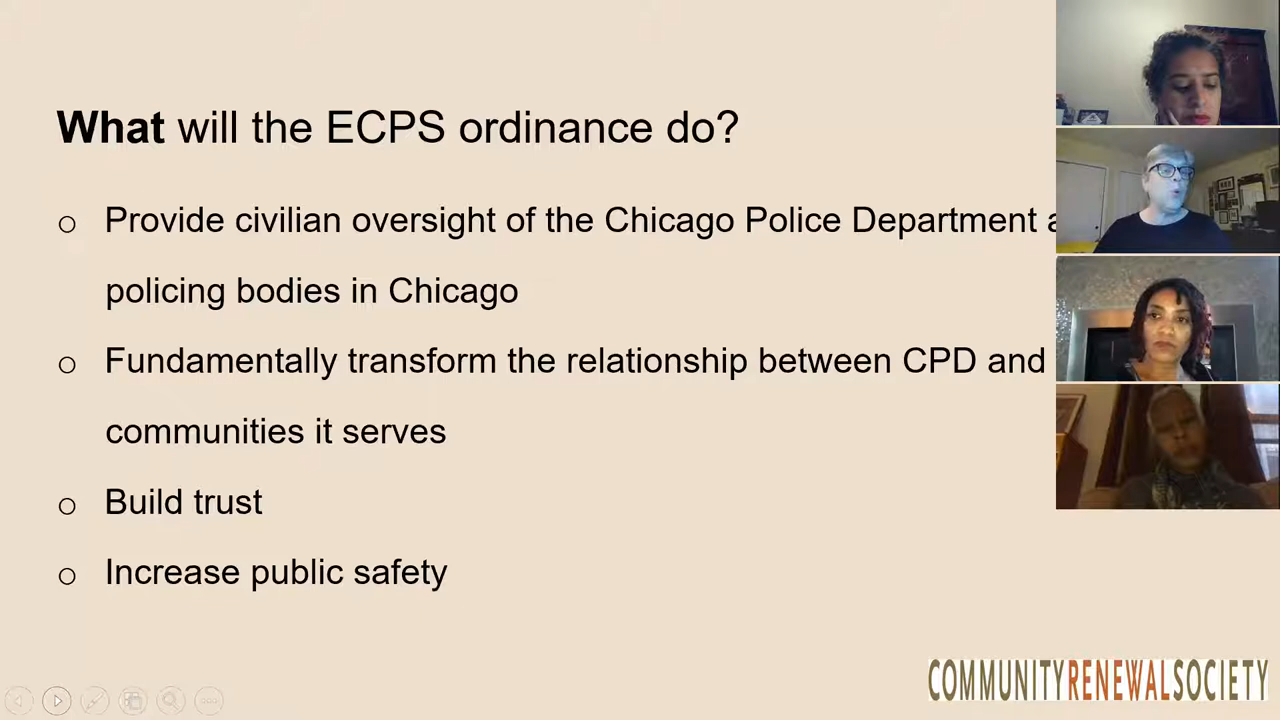 What will the ECPS ordinance do?
o Provide civilian oversight of the Chicago Police Department
policing bodies in Chicago
o Fundamentally transform the relationship between CPD and
communities it serves
o Build trust
o Increase public safety
COMMUNITYRENEWALSOCIETY